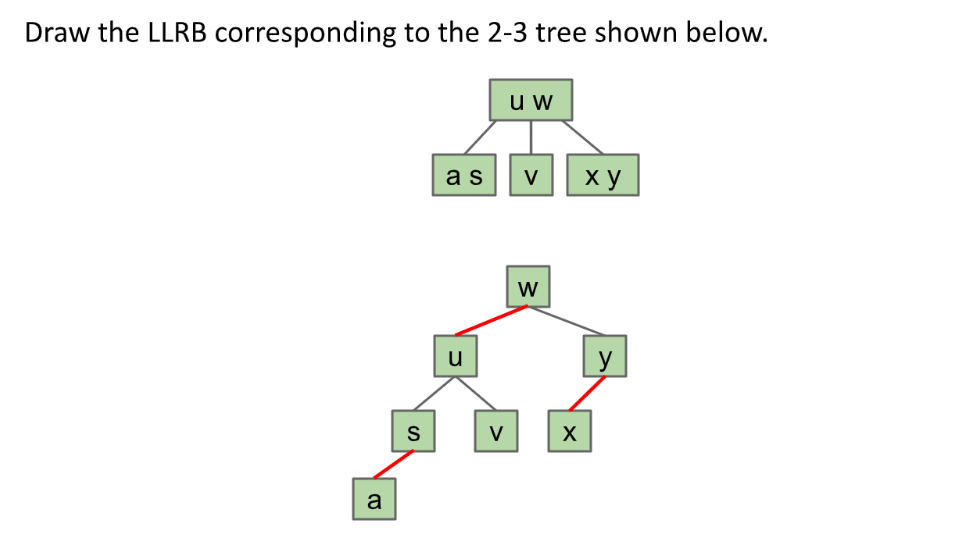 Draw the LLRB corresponding to the 2-3 tree shown below.
u w
a s
v
x y
w
u
y
s
v
x
a